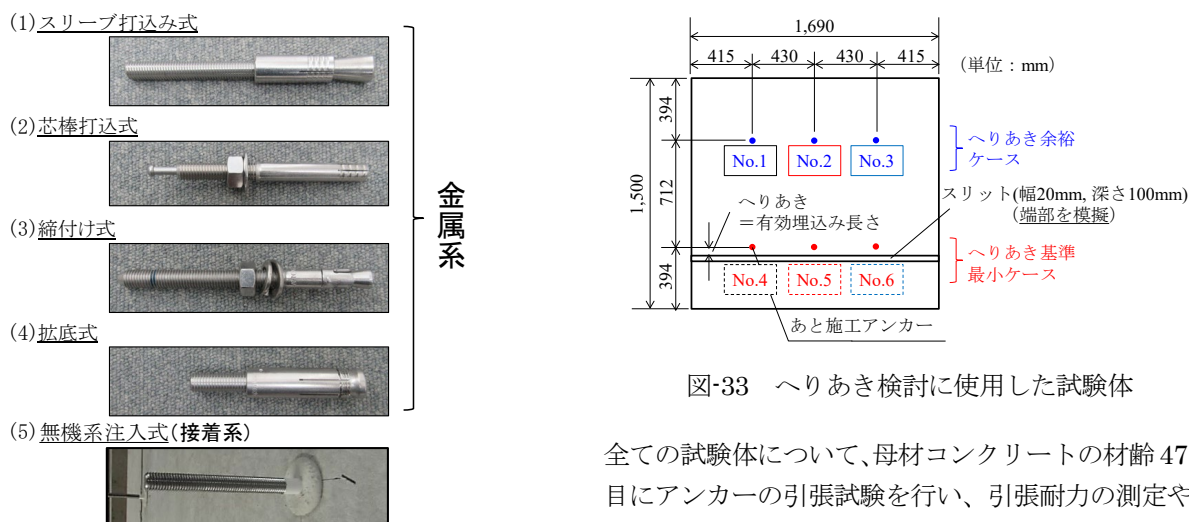 (1)スリーブ打込み式
(2)芯棒打込式
(3)締付け式
(4)拡底式
(5)無機系注入式(接着系)
金属系
1,690
415
430
430
415
(単位：mm)
394
1,500
712
394
No.1
No.2
No.3
へりあき余裕
ケース
へりあき
＝有効埋込み長さ
スリット(幅20mm, 深さ100mm)
(端部を模擬)
No.4
No.5
No.6
へりあき基準
最小ケース
あと施工アンカー
図-33　へりあき検討に使用した試験体
全ての試験体について、母材コンクリートの材齢 47
目にアンカーの引張試験を行い、引張耐力の測定や